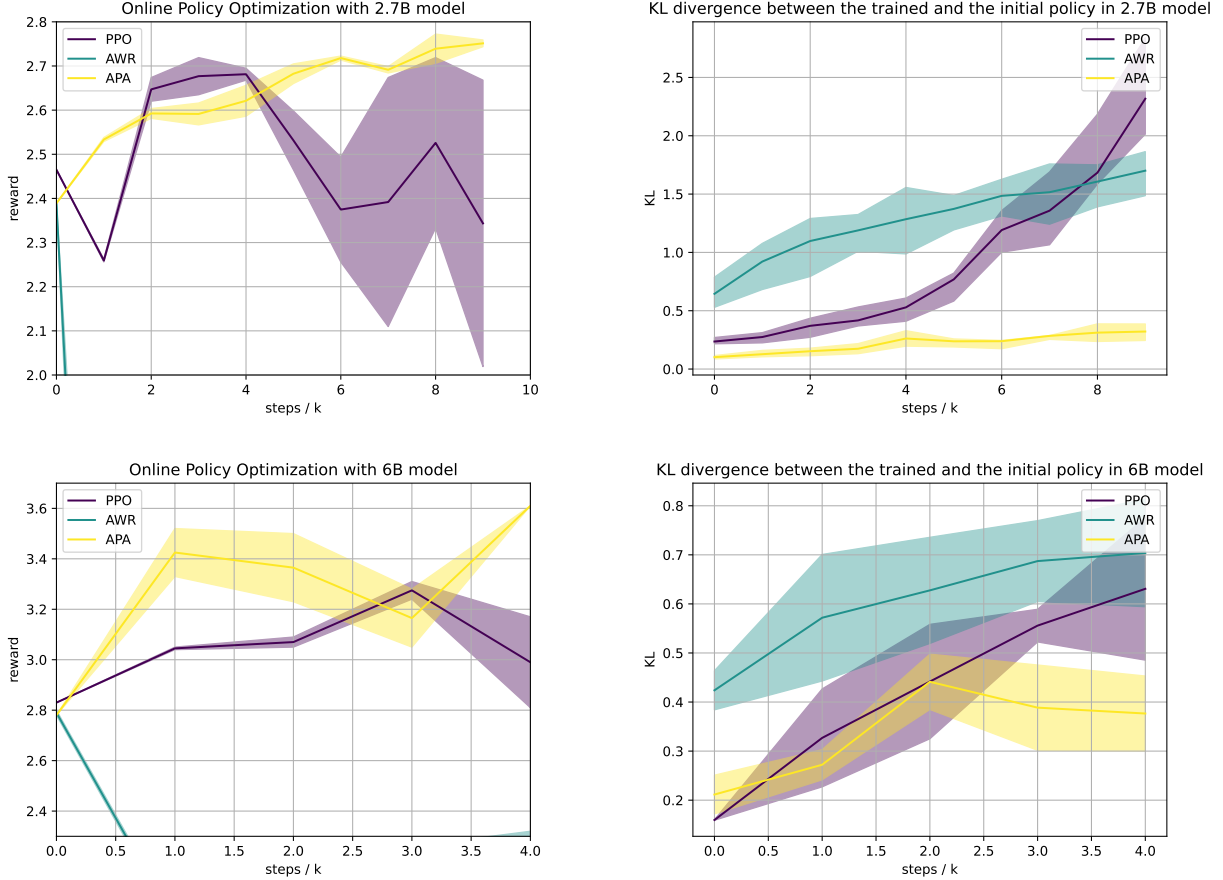 Online Policy Optimization with 2.7B model
PPO
AWR
APA
2.8
2.7
2.6
2.5
2.4
2.3
2.2
2.1
2.0
reward
0 2 4 6 8 10
steps / k
KL divergence between the trained and the initial policy in 2.7B model
PPO
AWR
APA
2.5
2.0
1.5
1.0
0.5
0.0
KL
0 2 4 6 8
steps / k
Online Policy Optimization with 6B model
PPO
AWR
APA
3.6
3.4
3.2
3.0
2.8
2.6
2.4
reward
0.0 0.5 1.0 1.5 2.0 2.5 3.0 3.5 4.0
steps / k
KL divergence between the trained and the initial policy in 6B model
PPO
AWR
APA
0.8
0.7
0.6
0.5
0.4
0.3
0.2
KL
0.0 0.5 1.0 1.5 2.0 2.5 3.0 3.5 4.0
steps / k